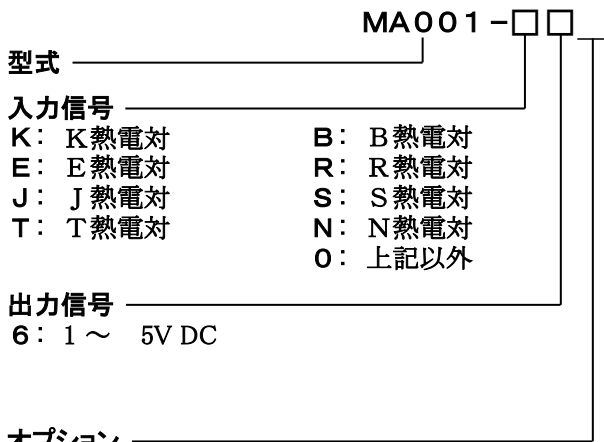 MA001-□□
型式
入力信号
K: K熱電対 B: B熱電対
E: E熱電対 R: R熱電対
J: J熱電対 S: S熱電対
T: T熱電対 N: N熱電対
0: 上記以外
出力信号
6: 1～ 5V DC
オプション